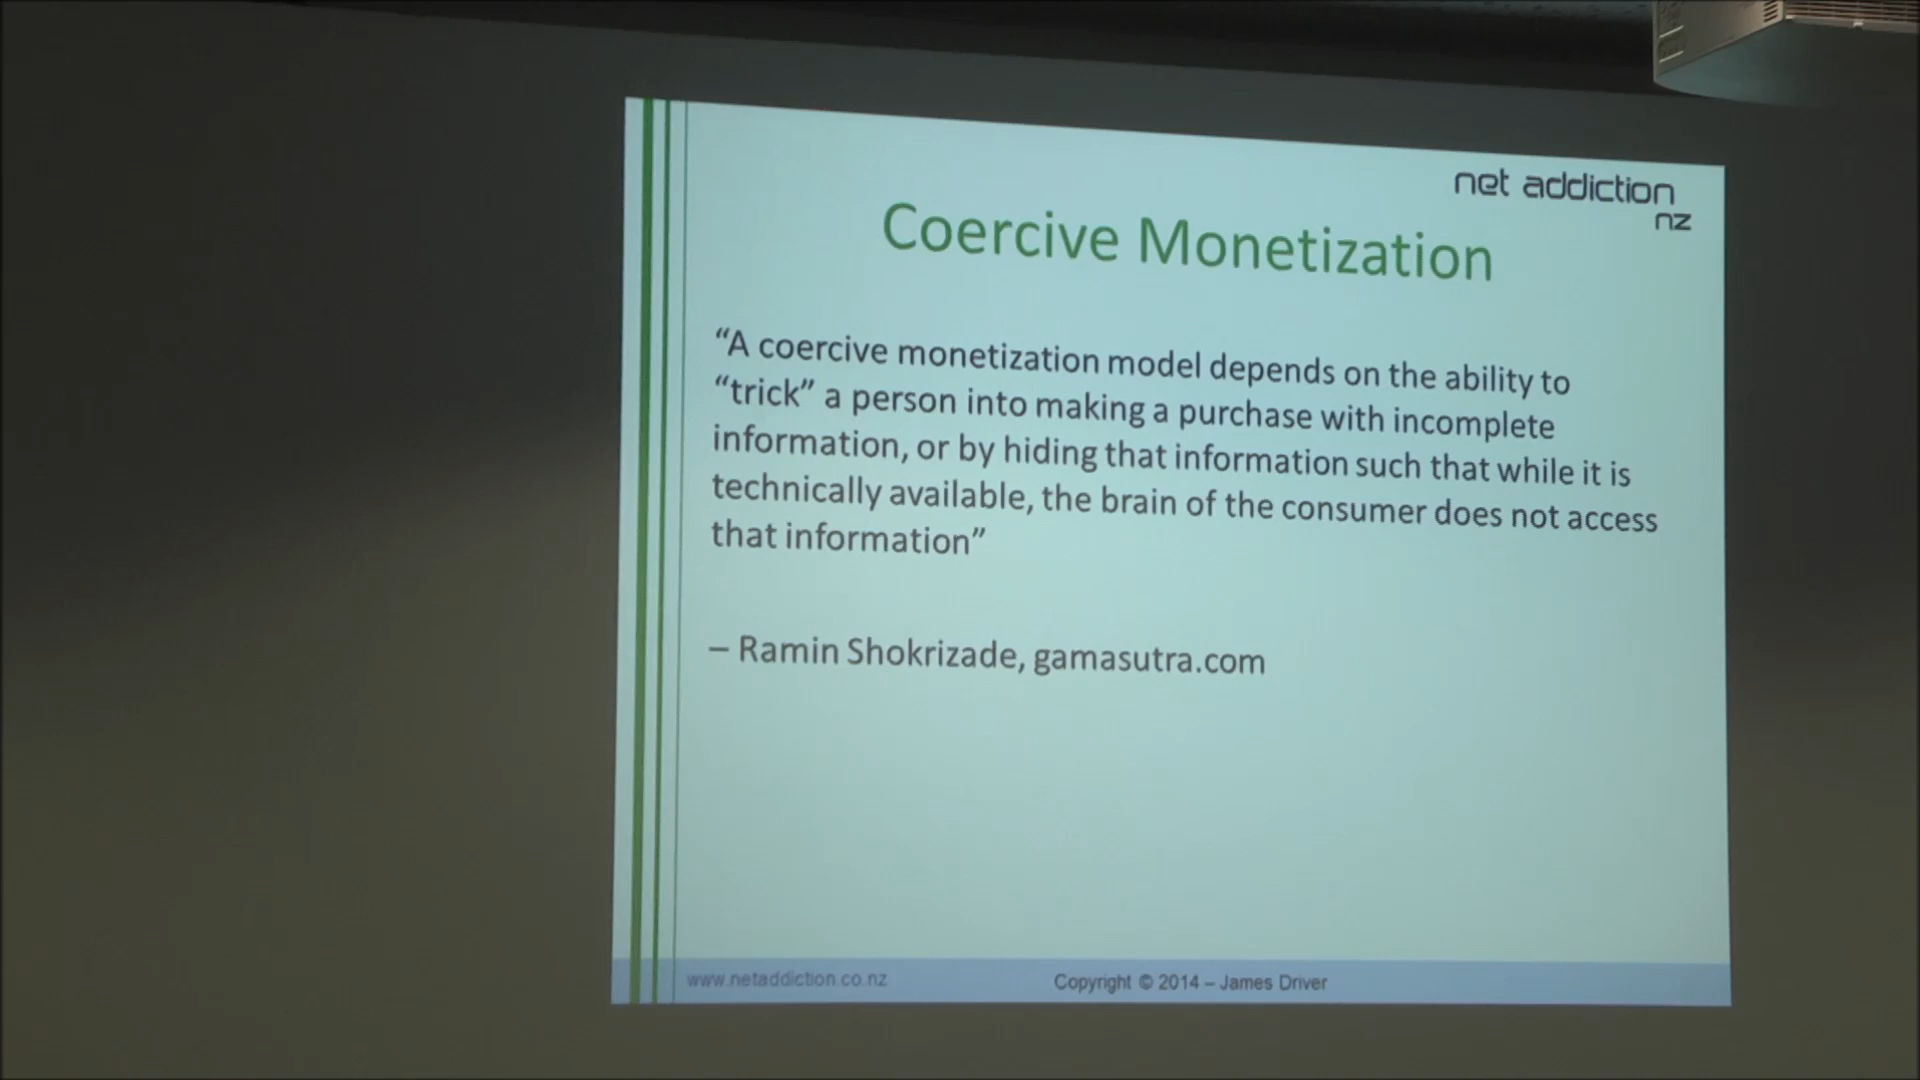 net addiction
nz
Coercive Monetization
“A coercive monetization model depends on the ability to
“trick” a person into making a purchase with incomplete
information, or by hiding that information such that while it is
technically available, the brain of the consumer does not access
that information”
– Ramin Shokrizade, gamasutra.com
www.netaddiction.co.nz
Copyright © 2014 – James Driver